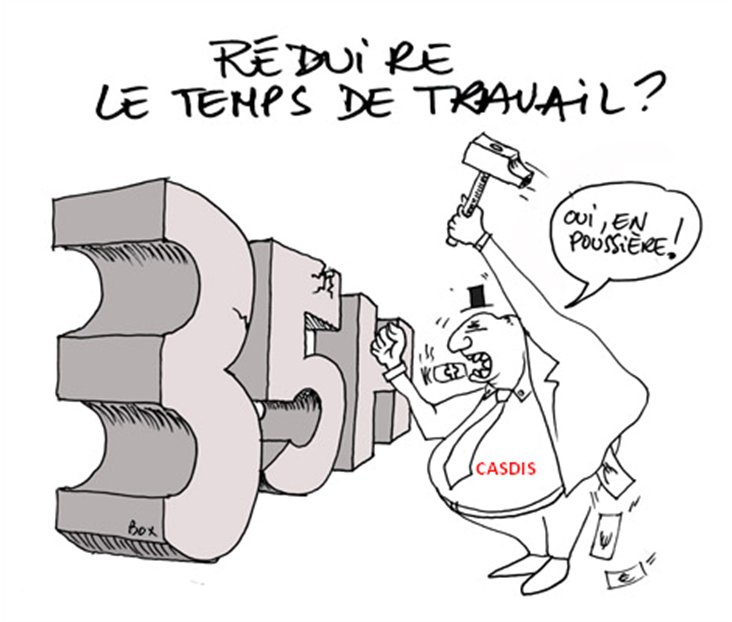 RÉDUIRE
LE TEMPS DE TRAVAIL?
OUI, EN
POUSSIÈRE!
35H
CASDIS
BOX